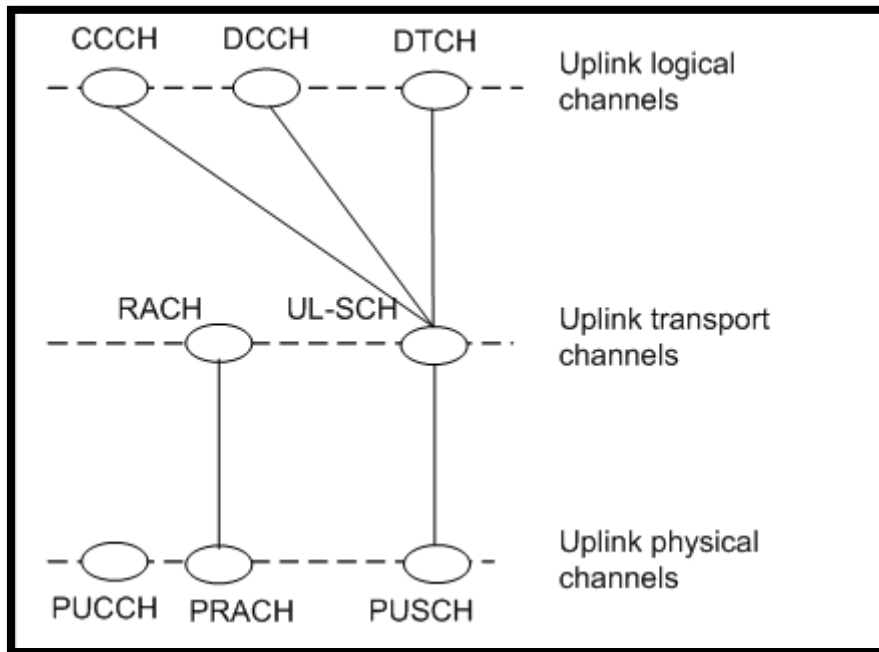 CCCH DCCH DTCH
Uplink logical
channels
RACH UL-SCH
Uplink transport
channels
Uplink physical
channels
PUCCH PRACH PUSCH